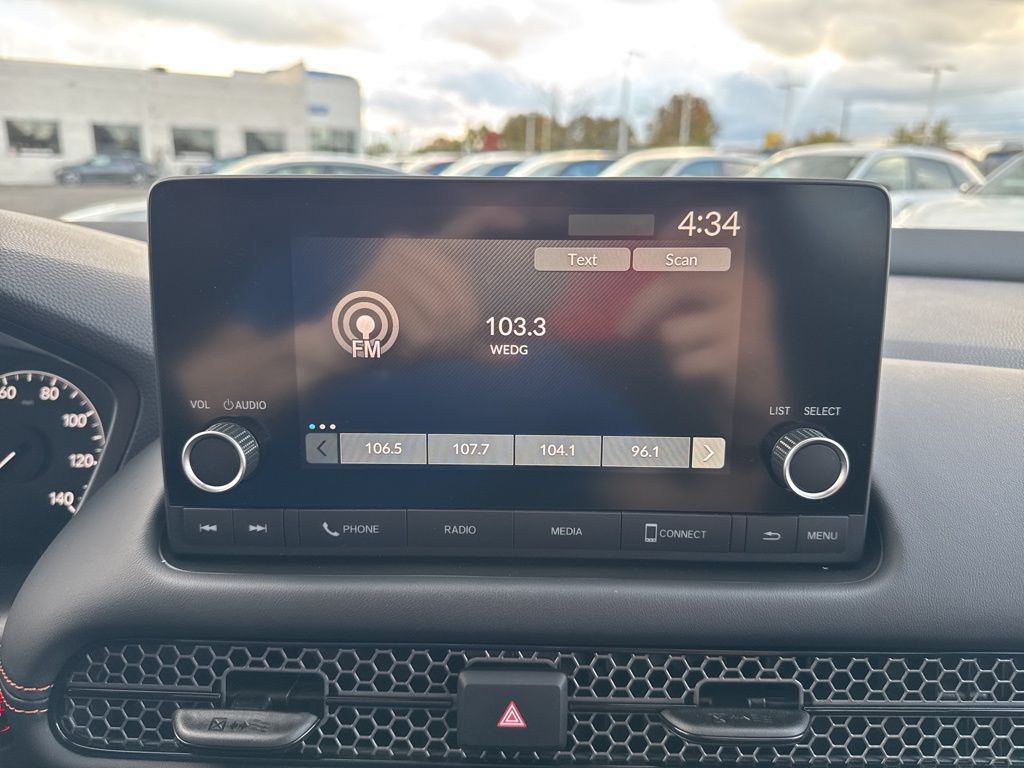 4:34
Text Scan
103.3
WEDG
FM
VOL AUDIO
LIST SELECT
106.5 107.7 104.1 96.1
PHONE RADIO MEDIA CONNECT MENU
60 80
100
120
140